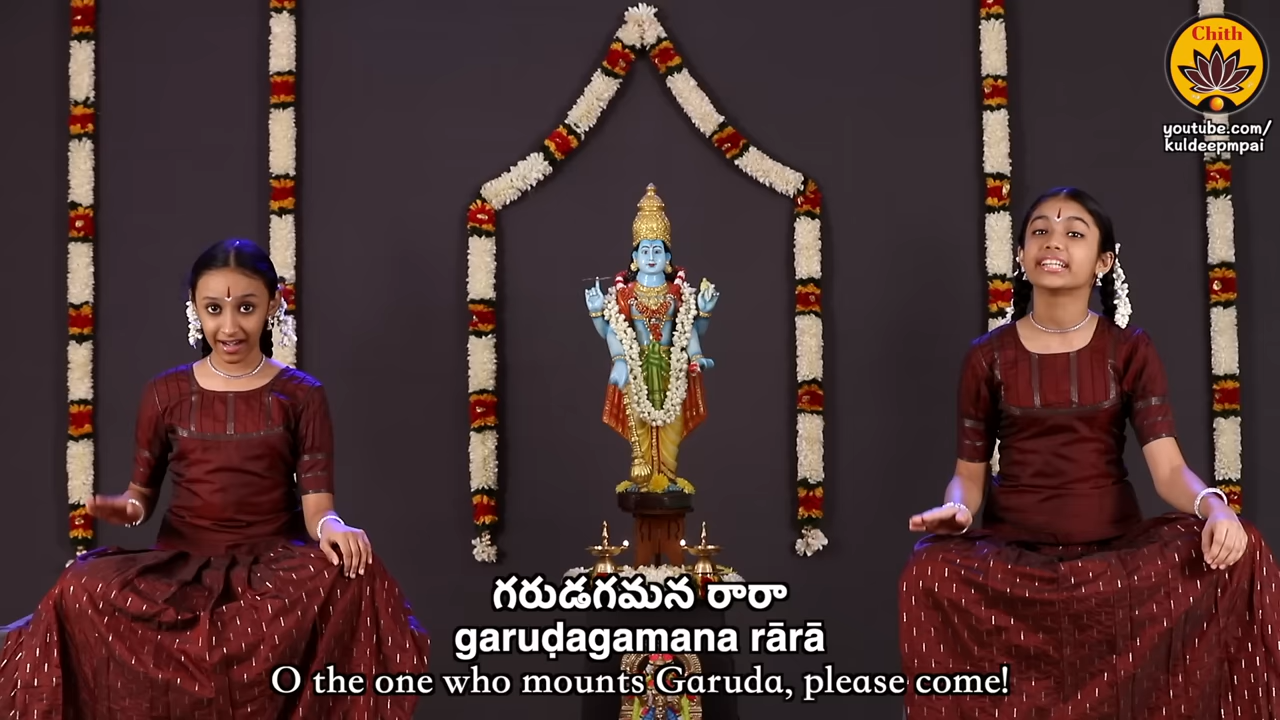 Chith
youtube.com/
kuldeepmpai
గరుడగమన రారా
garuḍagamana rārā
O the one who mounts Garuda, please come!